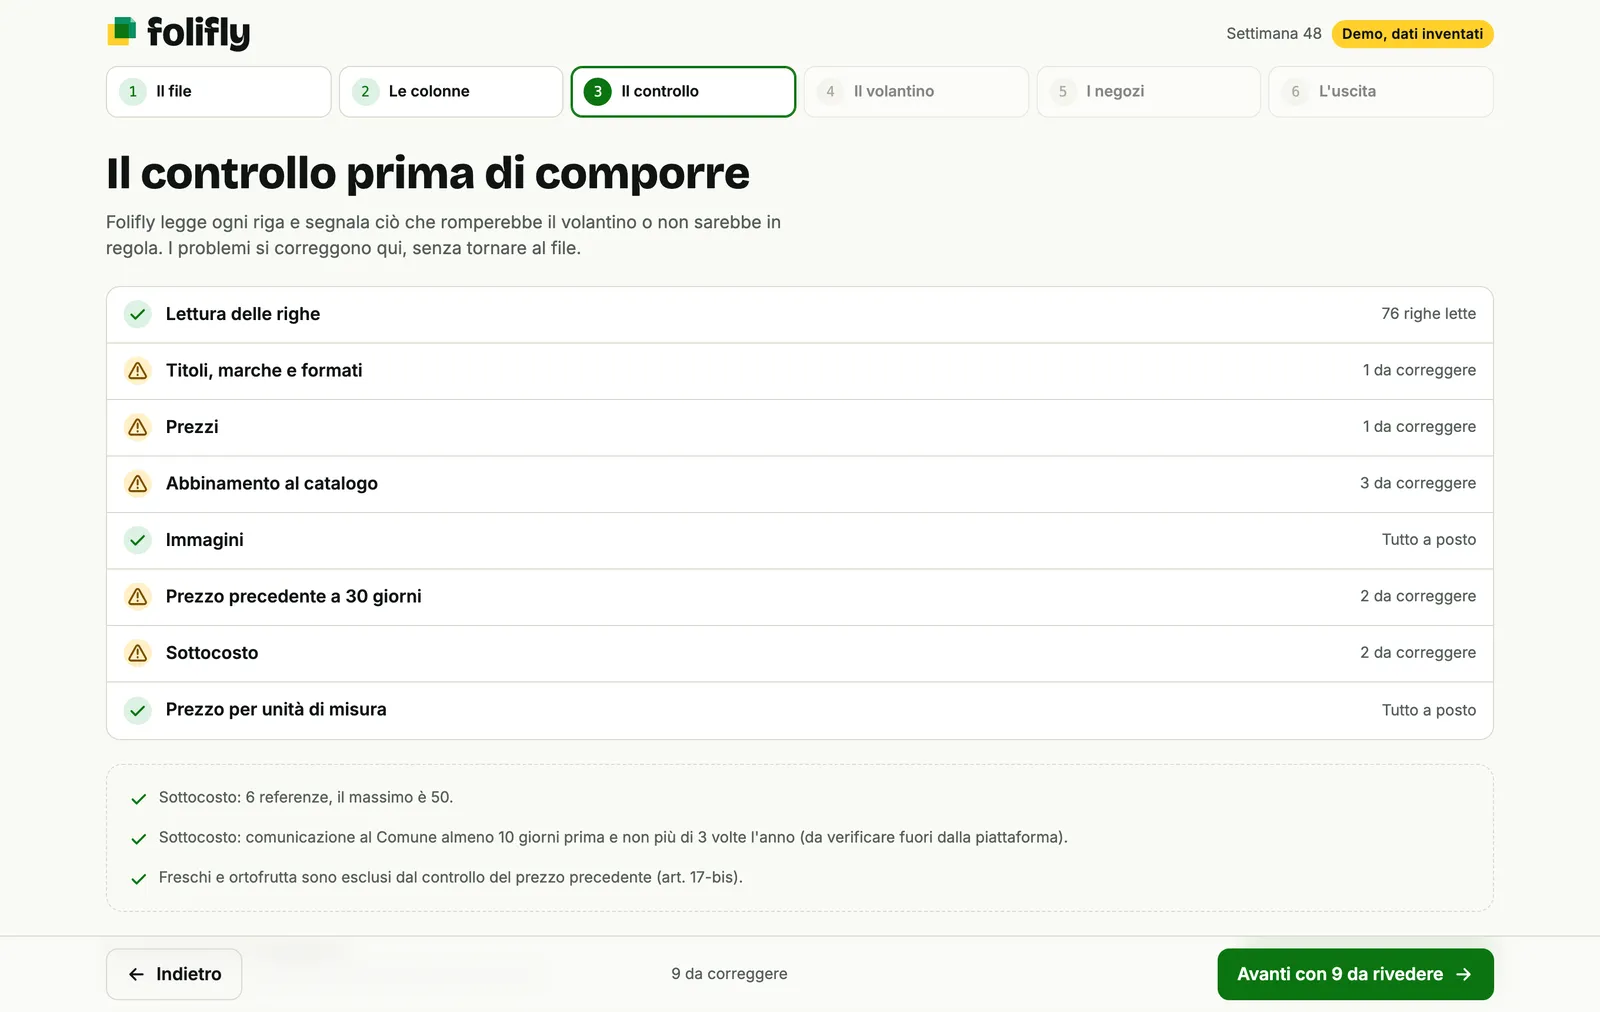 folifly
Settimana 48
Demo, dati inventati
1 Il file
2 Le colonne
3 Il controllo
4 Il volantino
5 I negozi
6 L'uscita
Il controllo prima di comporre
Folifly legge ogni riga e segnala ciò che romperebbe il volantino o non sarebbe in
regola. I problemi si correggono qui, senza tornare al file.
Lettura delle righe
76 righe lette
Titoli, marche e formati
1 da correggere
Prezzi
1 da correggere
Abbinamento al catalogo
3 da correggere
Immagini
Tutto a posto
Prezzo precedente a 30 giorni
2 da correggere
Sottocosto
2 da correggere
Prezzo per unità di misura
Tutto a posto
Sottocosto: 6 referenze, il massimo è 50.
Sottocosto: comunicazione al Comune almeno 10 giorni prima e non più di 3 volte l'anno (da verificare fuori dalla piattaforma).
Freschi e ortofrutta sono esclusi dal controllo del prezzo precedente (art. 17-bis).
← Indietro
9 da correggere
Avanti con 9 da rivedere →